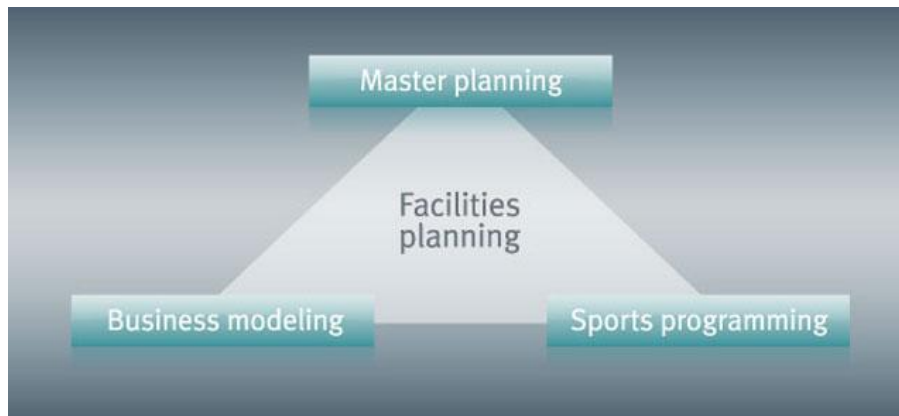 Master planning
Facilities
planning
Business modeling
Sports programming